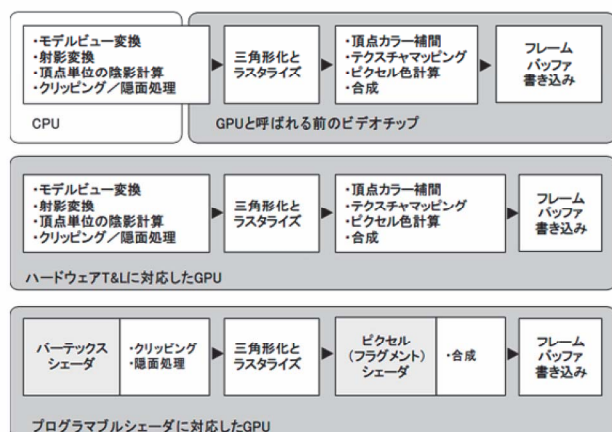 ・モデルビュー変換
・射影変換
・頂点単位の陰影計算
・クリッピング／隠面処理
三角形化と
ラスタライズ
・頂点カラー補間
・テクスチャマッピング
・ピクセル色計算
・合成
フレーム
バッファ
書き込み
CPU
GPUと呼ばれる前のビデオチップ
・モデルビュー変換
・射影変換
・頂点単位の陰影計算
・クリッピング／隠面処理
三角形化と
ラスタライズ
・頂点カラー補間
・テクスチャマッピング
・ピクセル色計算
・合成
フレーム
バッファ
書き込み
ハードウェアT&Lに対応したGPU
バーテックス
シェーダ
・クリッピング
・隠面処理
三角形化と
ラスタライズ
ピクセル
(フラグメント)
シェーダ
・合成
フレーム
バッファ
書き込み
プログラマブルシェーダに対応したGPU